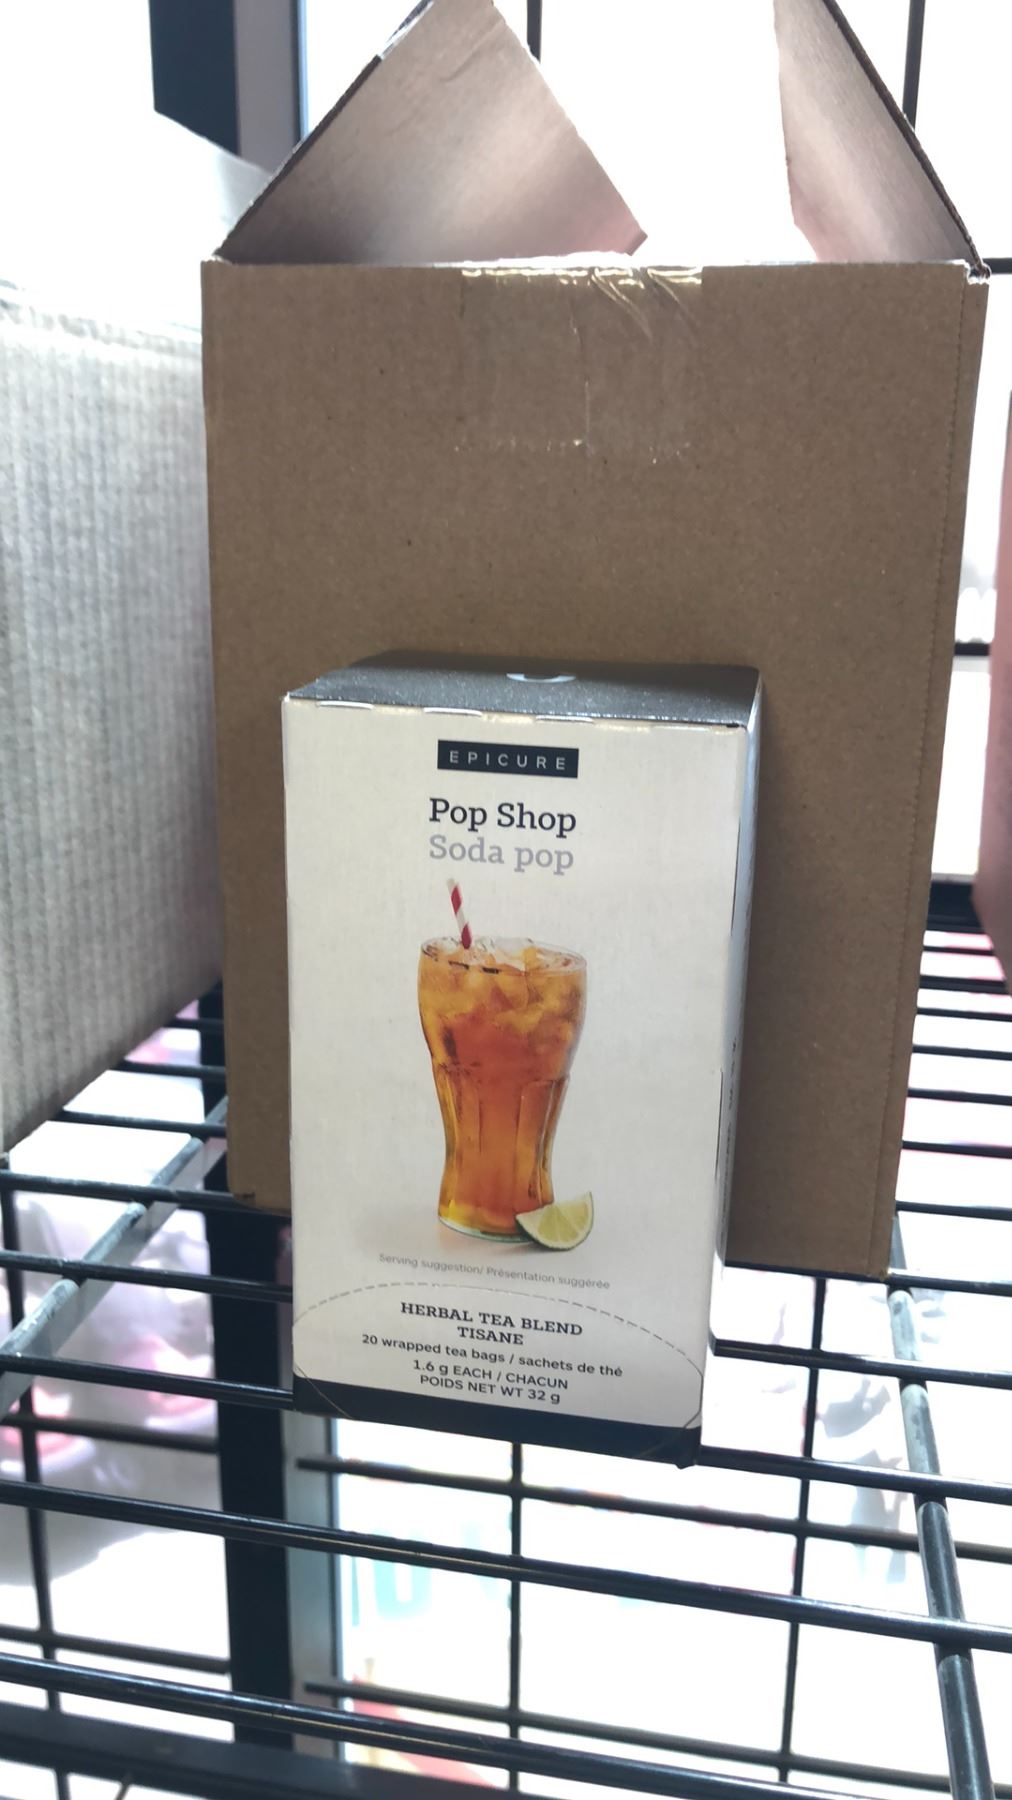 EPICURE
Pop Shop
Soda pop
Serving suggestion/ Présentation suggérée
HERBAL TEA BLEND
TISANE
20 wrapped tea bags / sachets de thé
1.6 g EACH / CHACUN
POIDS NET WT 32 g